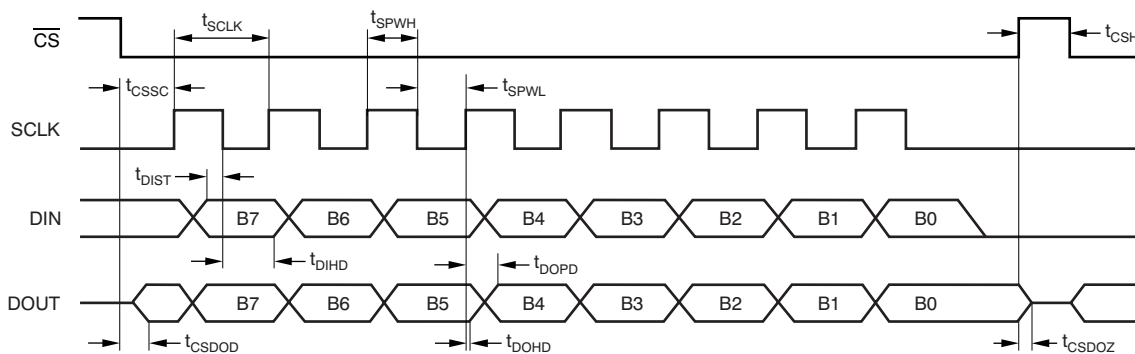 CS
tSCLK
tSPWH
tCSH
tCSSC
tSPWL
SCLK
tDIST
DIN B7 B6 B5 B4 B3 B2 B1 B0
tDIHD
tDOPD
DOUT B7 B6 B5 B4 B3 B2 B1 B0
tCSDOD
tDOHD
tCSDOZ